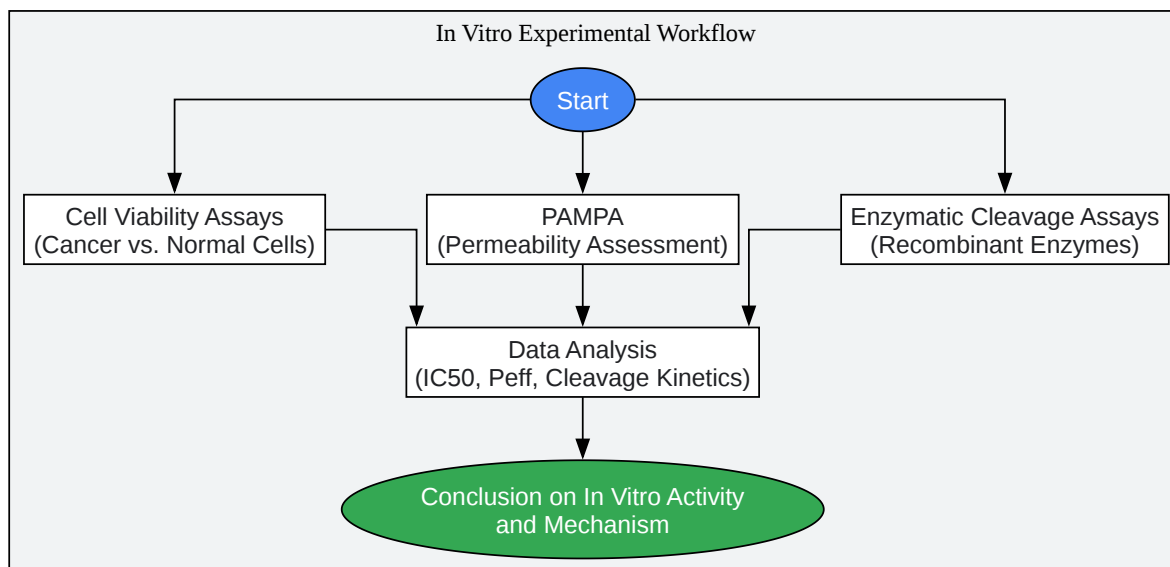 In Vitro Experimental Workflow
Start
Cell Viability Assays
(Cancer vs. Normal Cells)
PAMPA
(Permeability Assessment)
Enzymatic Cleavage Assays
(Recombinant Enzymes)
Data Analysis
(IC50, Peff, Cleavage Kinetics)
Conclusion on In Vitro Activity
and Mechanism